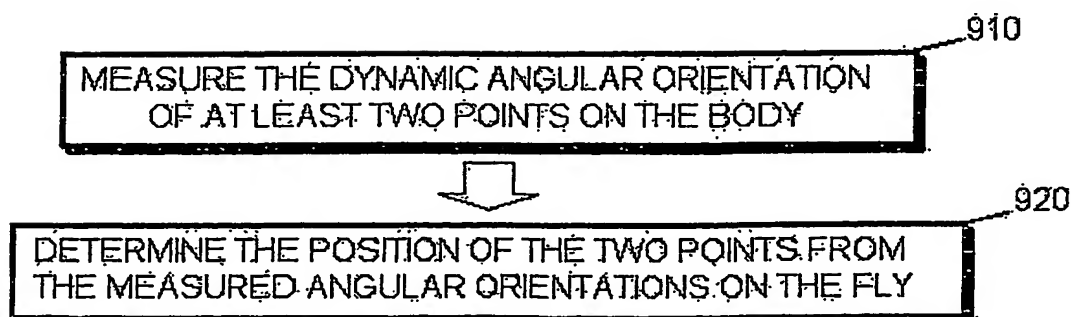 910
MEASURE THE DYNAMIC ANGULAR ORIENTATION
OF AT LEAST TWO POINTS ON THE BODY
920
DETERMINE THE POSITION OF THE TWO POINTS FROM
THE MEASURED ANGULAR ORIENTATIONS ON THE FLY